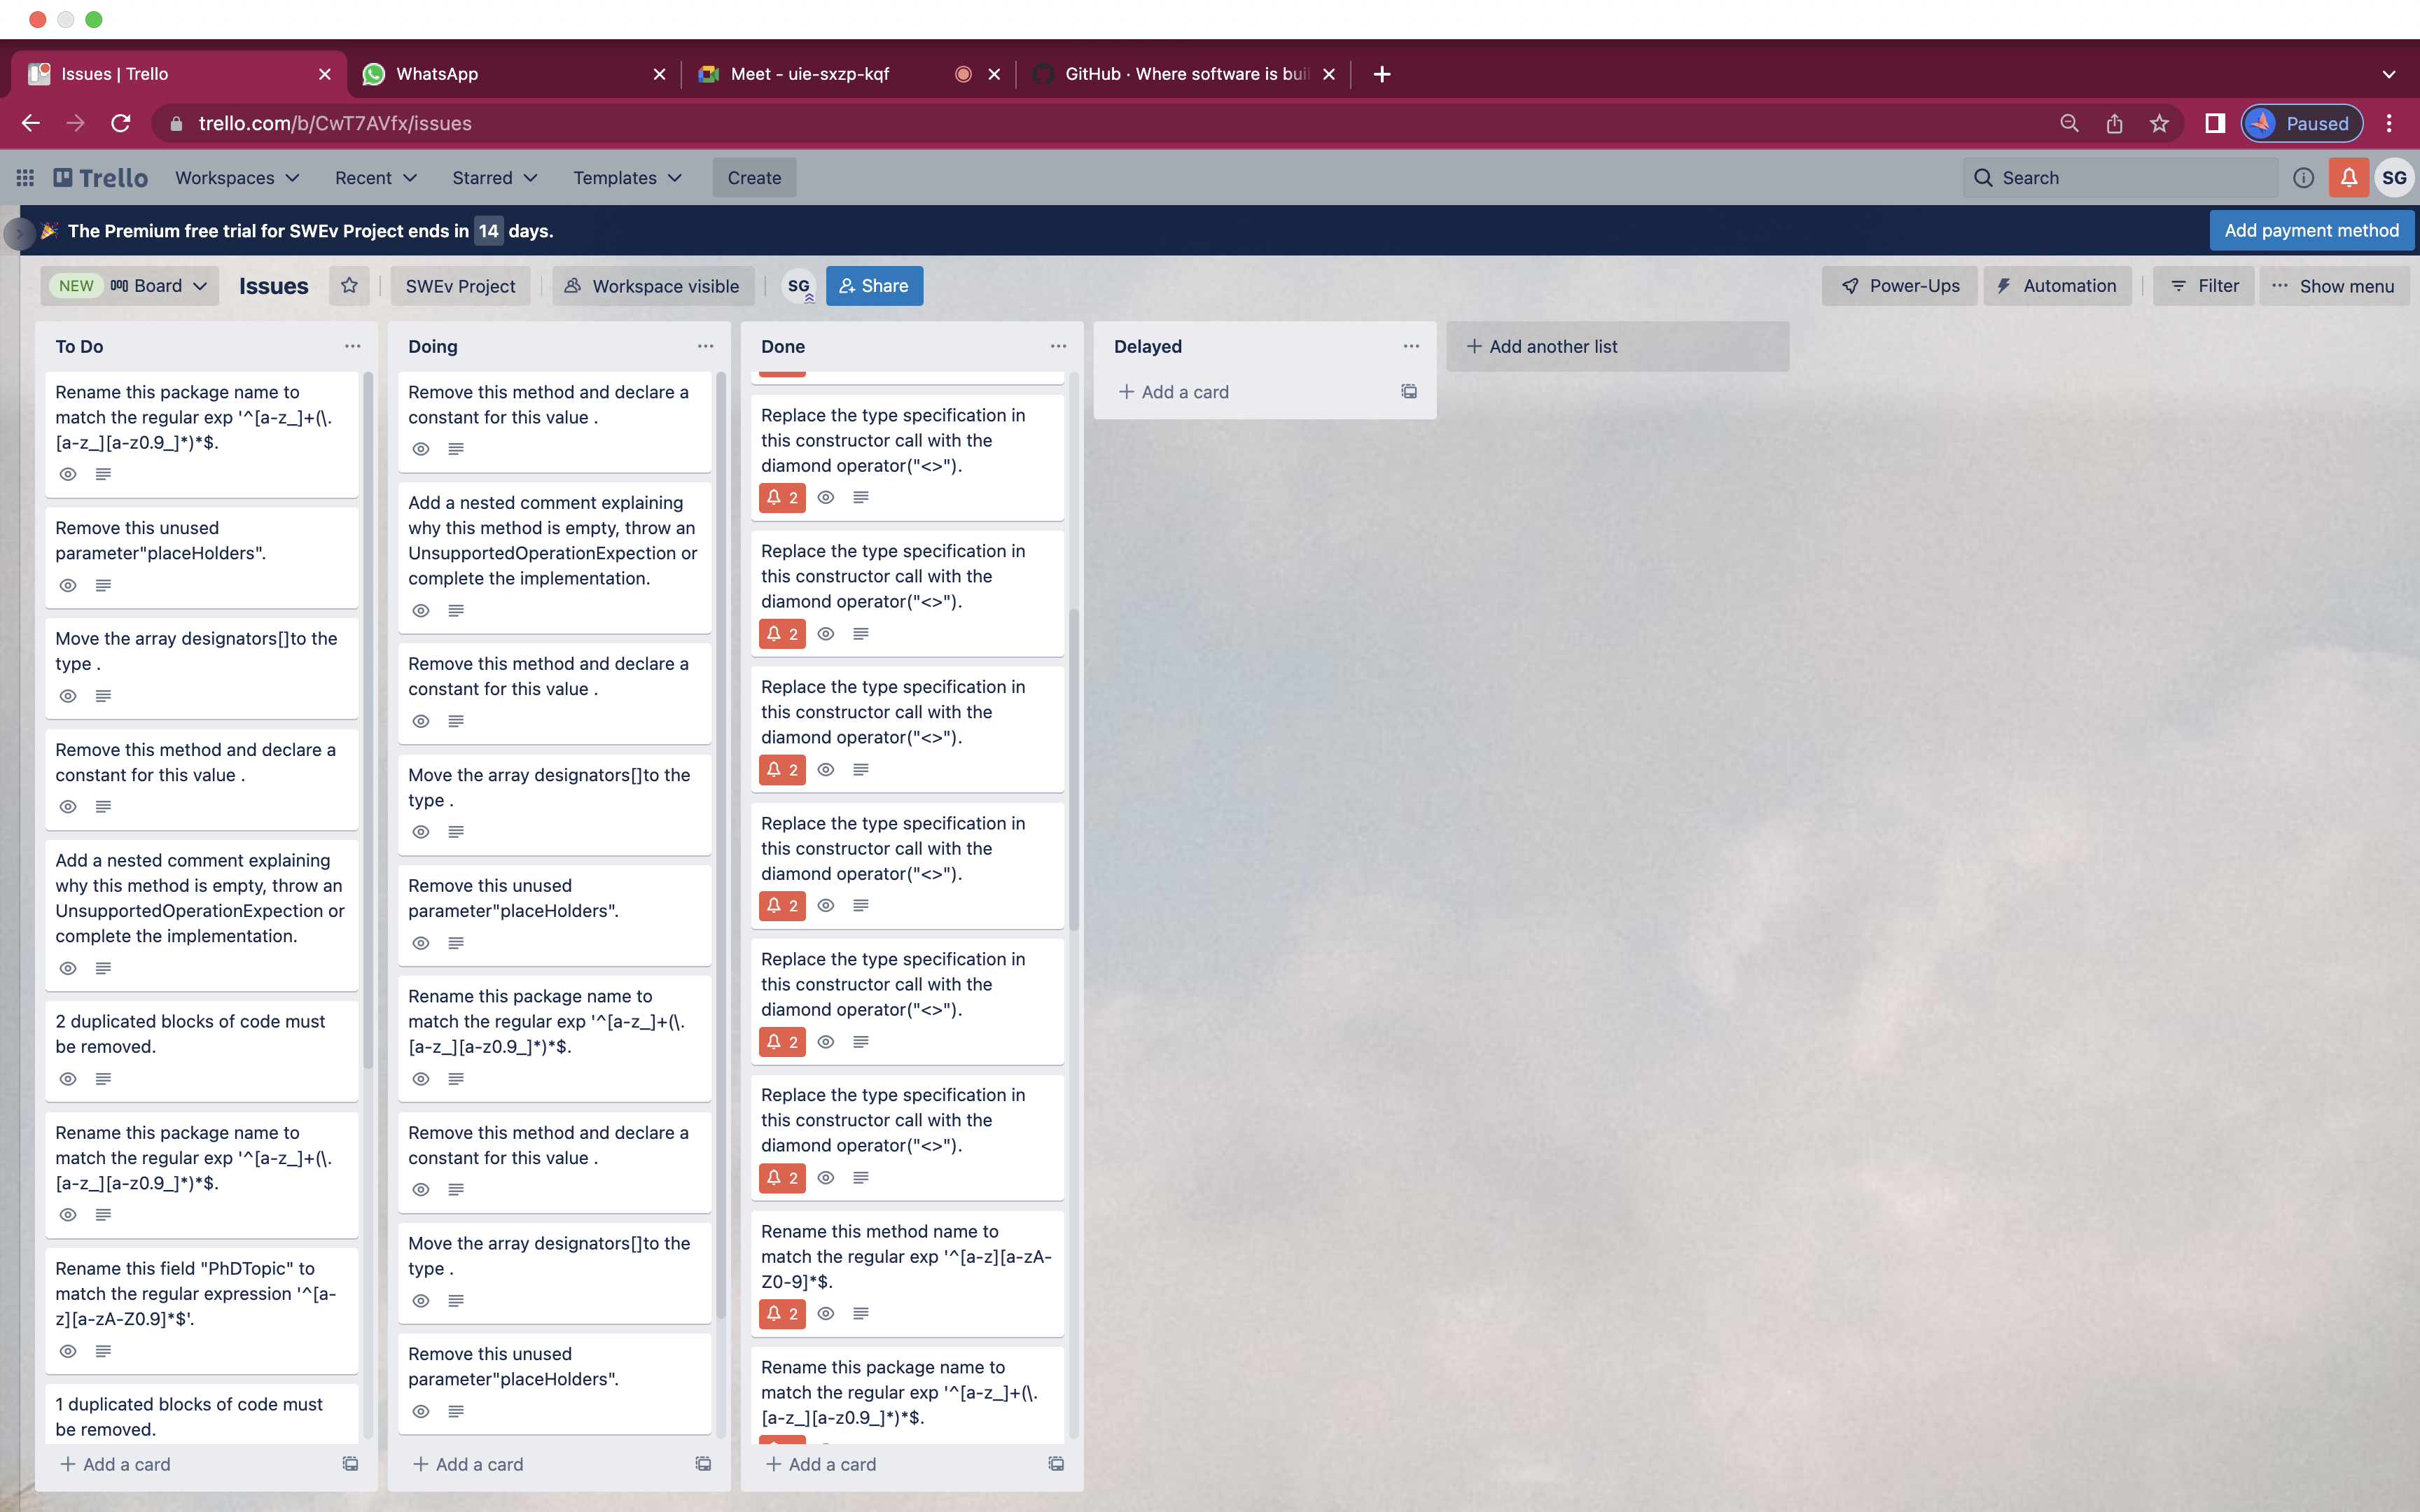 Issues | Trello
WhatsApp
Meet - uie-sxzp-kqf
GitHub · Where software is buil
trello.com/b/CwT7AVfx/issues
Paused
Trello
Workspaces
Recent
Starred
Templates
Create
Search
SG
The Premium free trial for SWEv Project ends in 14 days.
Add payment method
NEW
Board
Issues
SWEv Project
Workspace visible
SG
Share
Power-Ups
Automation
Filter
Show menu
To Do
Rename this package name to
match the regular exp '^[a-z_]+(\.
[a-z_][a-z0.9_]*)*$.
Remove this unused
parameter"placeHolders".
Move the array designators[]to the
type .
Remove this method and declare a
constant for this value .
Add a nested comment explaining
why this method is empty, throw an
UnsupportedOperationExpection or
complete the implementation.
2 duplicated blocks of code must
be removed.
Rename this package name to
match the regular exp '^[a-z_]+(\.
[a-z_][a-z0.9_]*)*$.
Rename this field "PhDTopic" to
match the regular expression '^[a-
z][a-zA-Z0.9]*$'.
1 duplicated blocks of code must
be removed.
Add a card
Doing
Remove this method and declare a
constant for this value .
Add a nested comment explaining
why this method is empty, throw an
UnsupportedOperationExpection or
complete the implementation.
Remove this method and declare a
constant for this value .
Move the array designators[]to the
type .
Remove this unused
parameter"placeHolders".
Rename this package name to
match the regular exp '^[a-z_]+(\.
[a-z_][a-z0.9_]*)*$.
Remove this method and declare a
constant for this value .
Move the array designators[]to the
type .
Remove this unused
parameter"placeHolders".
Add a card
Done
Replace the type specification in
this constructor call with the
diamond operator("<>").
2
Replace the type specification in
this constructor call with the
diamond operator("<>").
2
Replace the type specification in
this constructor call with the
diamond operator("<>").
2
Replace the type specification in
this constructor call with the
diamond operator("<>").
2
Replace the type specification in
this constructor call with the
diamond operator("<>").
2
Replace the type specification in
this constructor call with the
diamond operator("<>").
2
Rename this method name to
match the regular exp '^[a-z][a-zA-
Z0-9]*$.
2
Rename this package name to
match the regular exp '^[a-z_]+(\.
[a-z_][a-z0.9_]*)*$.
Add a card
Delayed
Add a card
Add another list